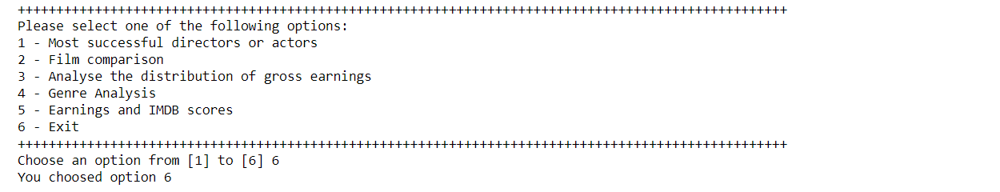 ++++++++++++++++++++++++++++++++++++++++++++++++++++++++++++++++++++++++++++++++++++++++++++++++++++
Please select one of the following options:
1 - Most successful directors or actors
2 - Film comparison
3 - Analyse the distribution of gross earnings
4 - Genre Analysis
5 - Earnings and IMDB scores
6 - Exit
++++++++++++++++++++++++++++++++++++++++++++++++++++++++++++++++++++++++++++++++++++++++++++++++++++
Choose an option from [1] to [6] 6
You choosed option 6